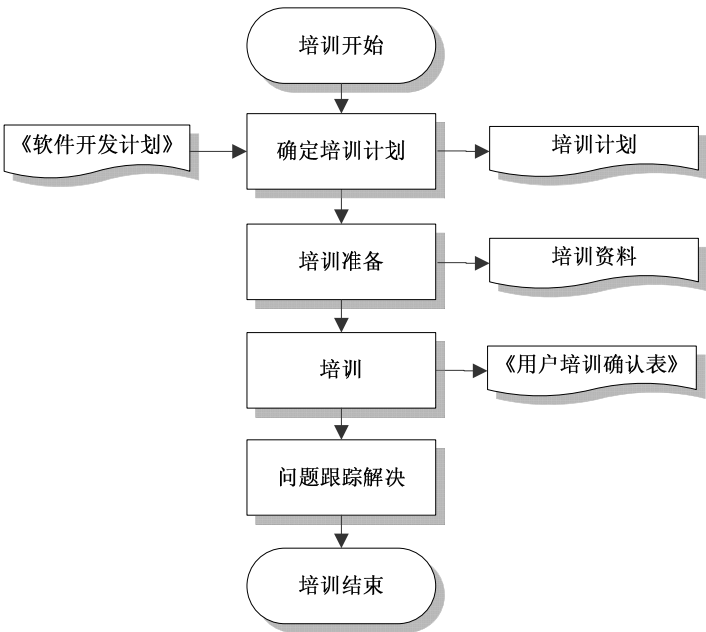 培训开始
《软件开发计划》
确定培训计划
培训计划
培训准备
培训资料
培训
《用户培训确认表》
问题跟踪解决
培训结束